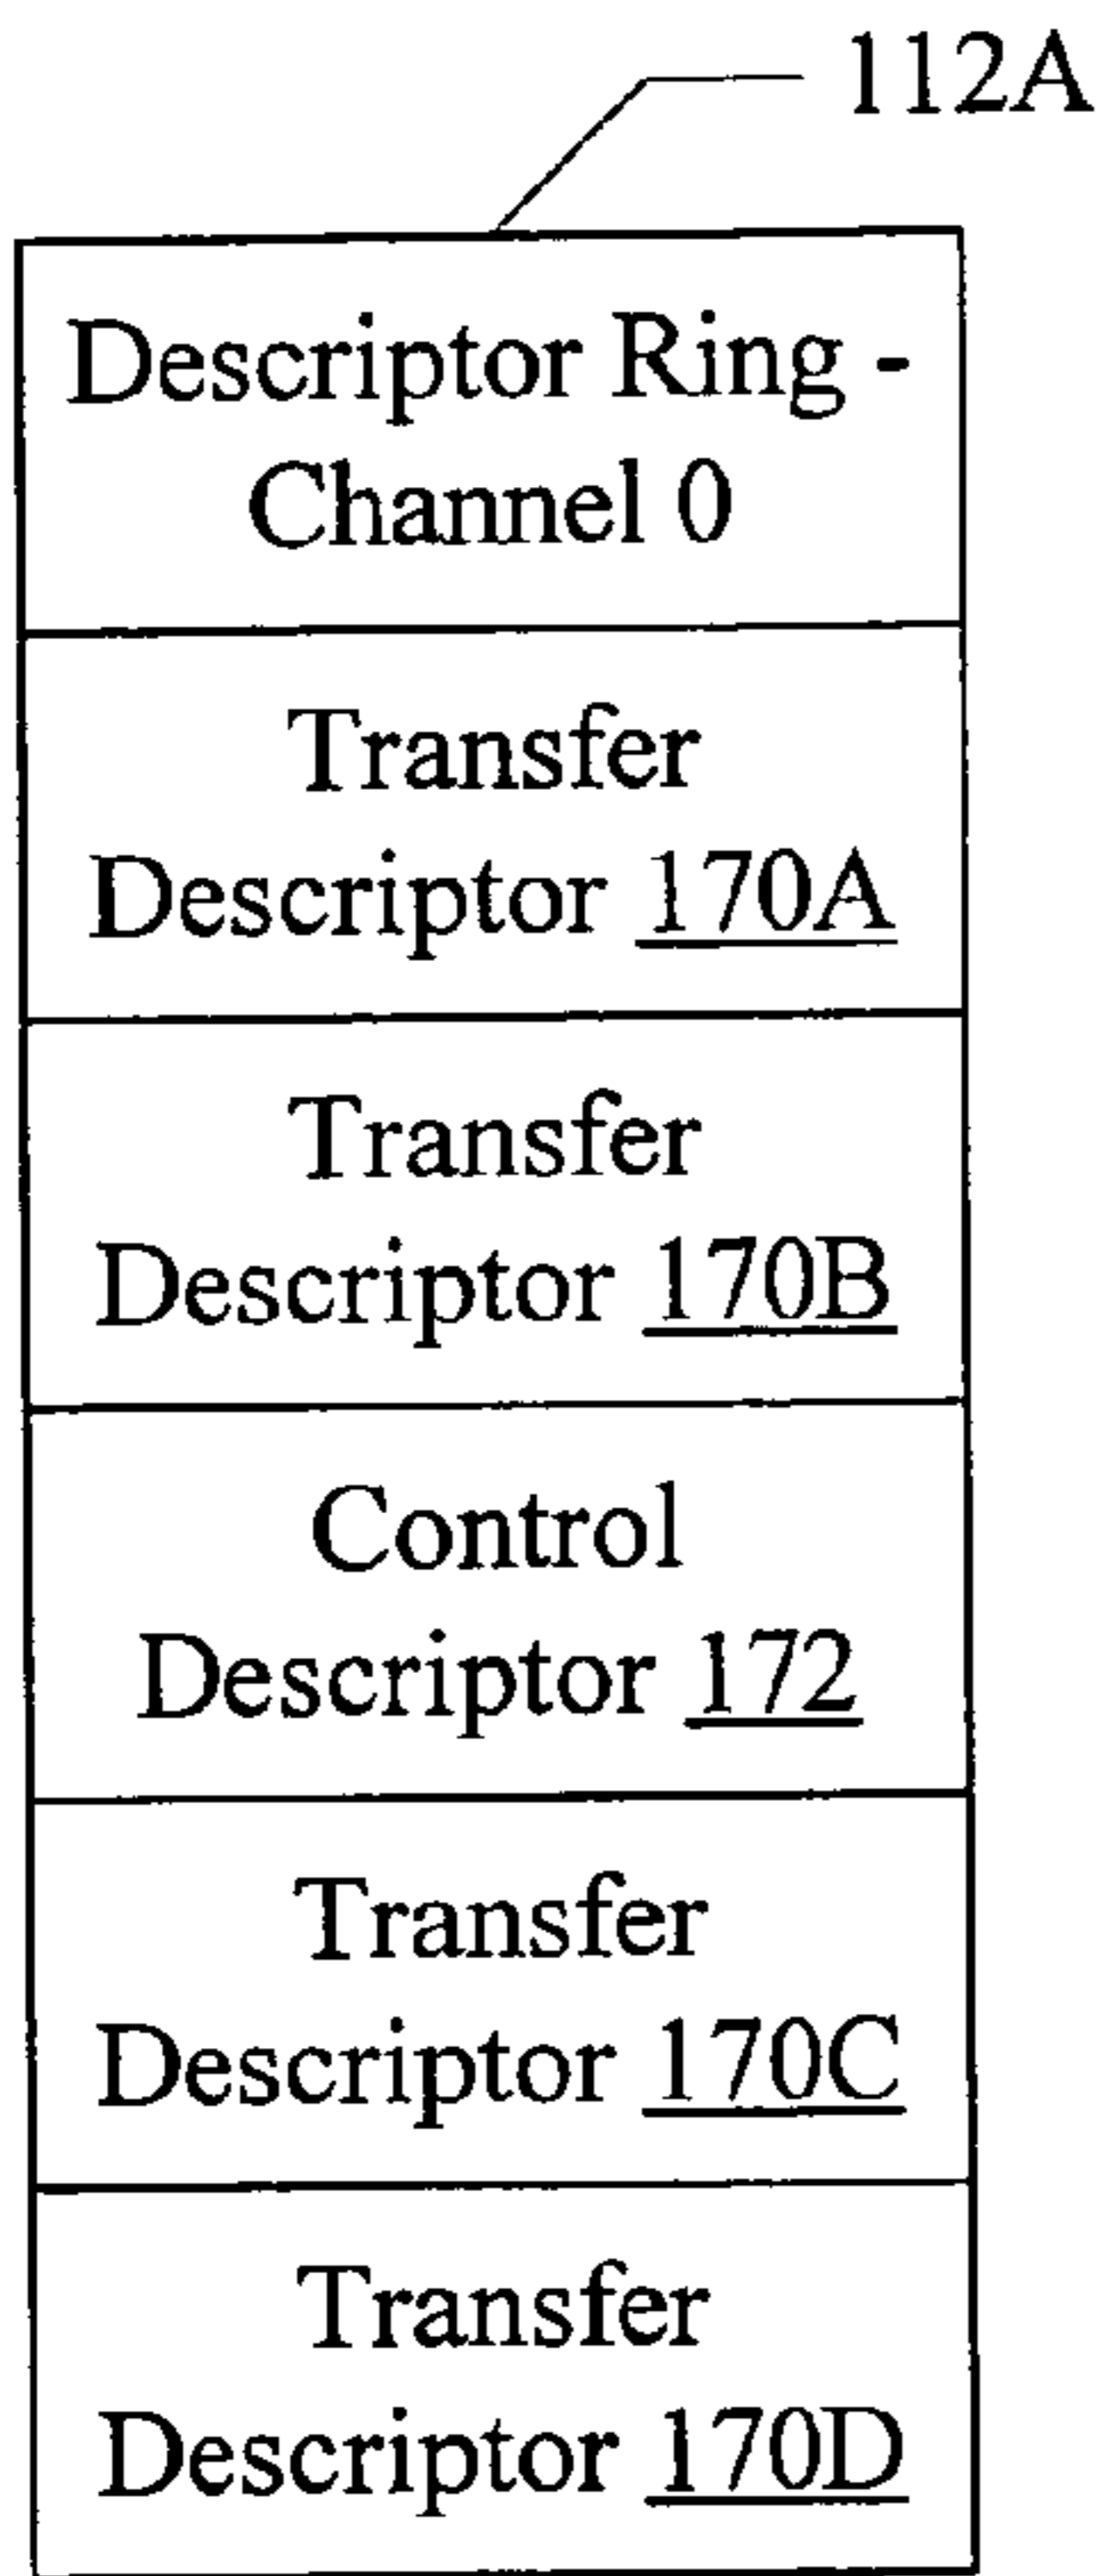 112A
Descriptor Ring -
Channel 0
Transfer
Descriptor 170A
Transfer
Descriptor 170B
Control
Descriptor 172
Transfer
Descriptor 170C
Transfer
Descriptor 170D